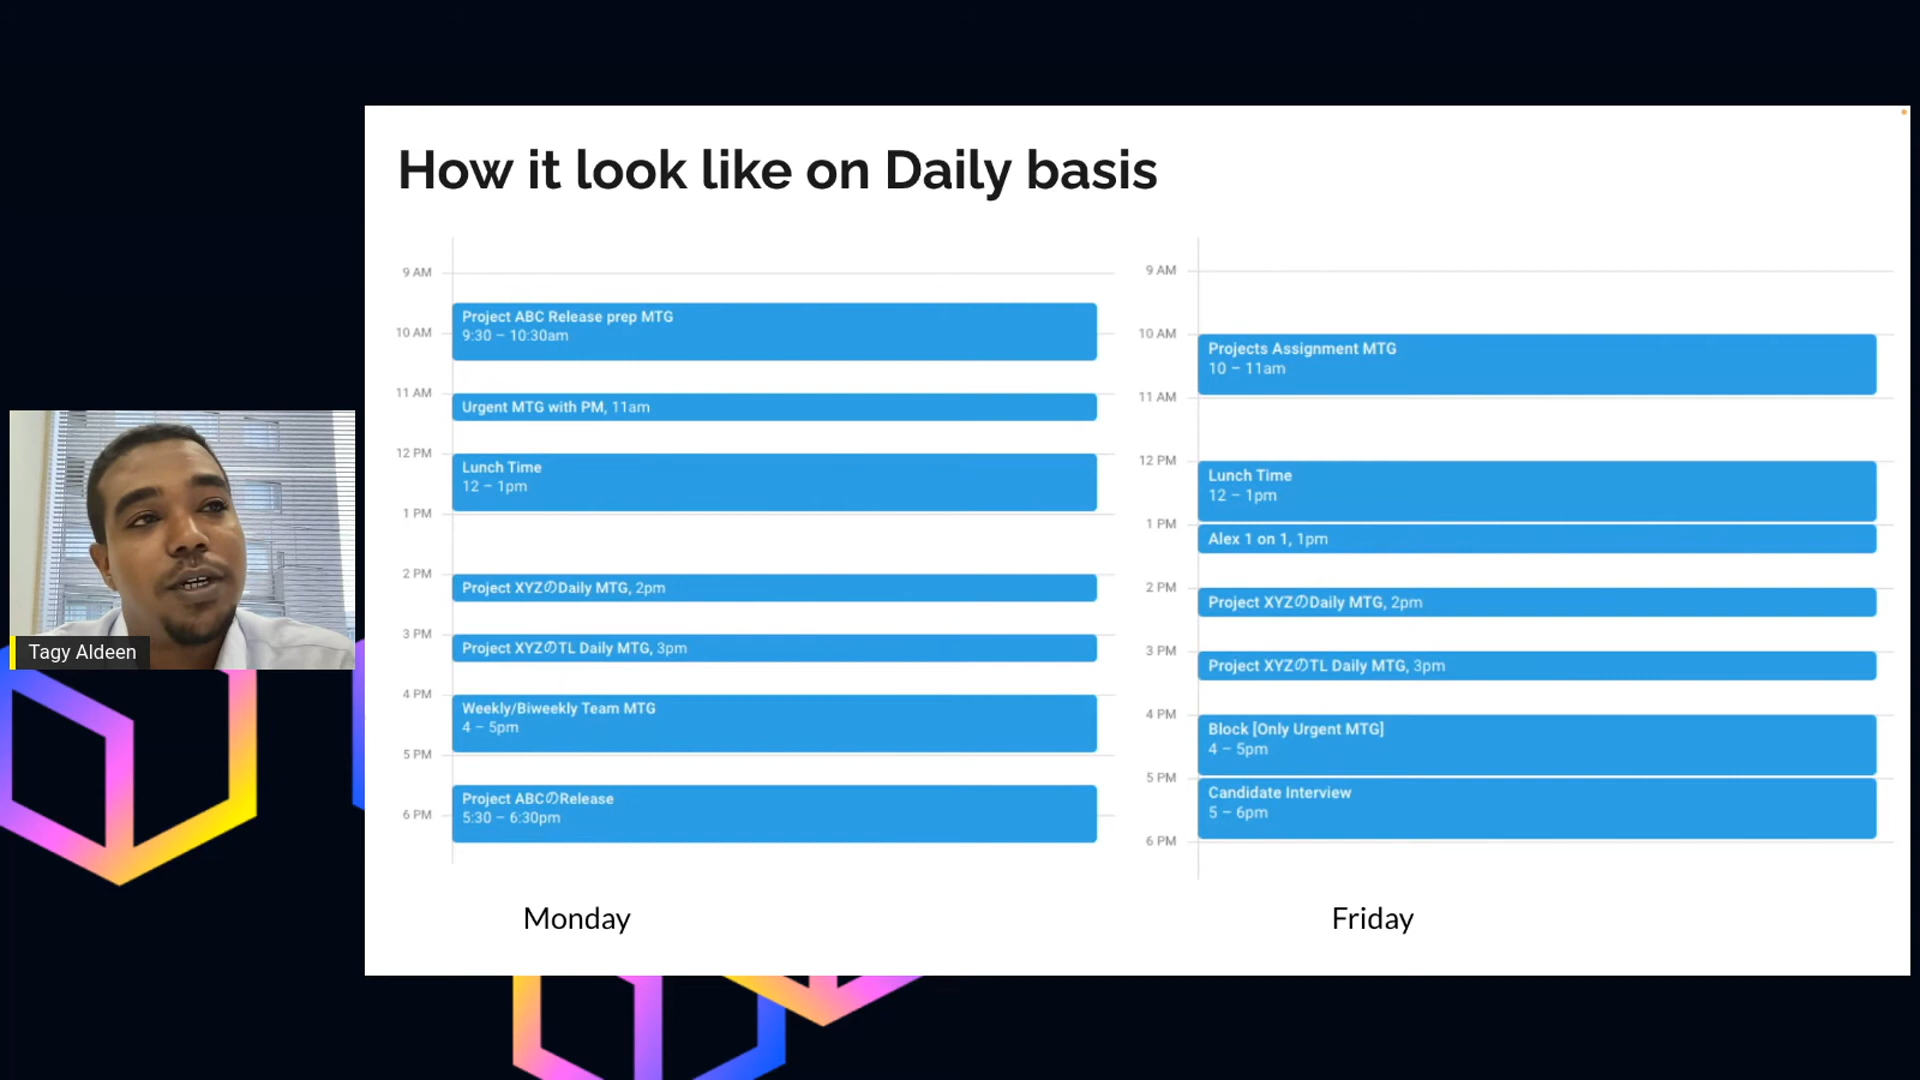 How it look like on Daily basis
9 AM
10 AM
11 AM
12 PM
1 PM
2 PM
3 PM
4 PM
5 PM
6 PM
Project ABC Release prep MTG
9:30 – 10:30am
Urgent MTG with PM, 11am
Lunch Time
12 – 1pm
Project XYZのDaily MTG, 2pm
Project XYZのTL Daily MTG, 3pm
Weekly/Biweekly Team MTG
4 – 5pm
Project ABCのRelease
5:30 – 6:30pm
Monday
9 AM
10 AM
11 AM
12 PM
1 PM
2 PM
3 PM
4 PM
5 PM
6 PM
Projects Assignment MTG
10 – 11am
Lunch Time
12 – 1pm
Alex 1 on 1, 1pm
Project XYZのDaily MTG, 2pm
Project XYZのTL Daily MTG, 3pm
Block [Only Urgent MTG]
4 – 5pm
Candidate Interview
5 – 6pm
Friday
Tagy Aldeen